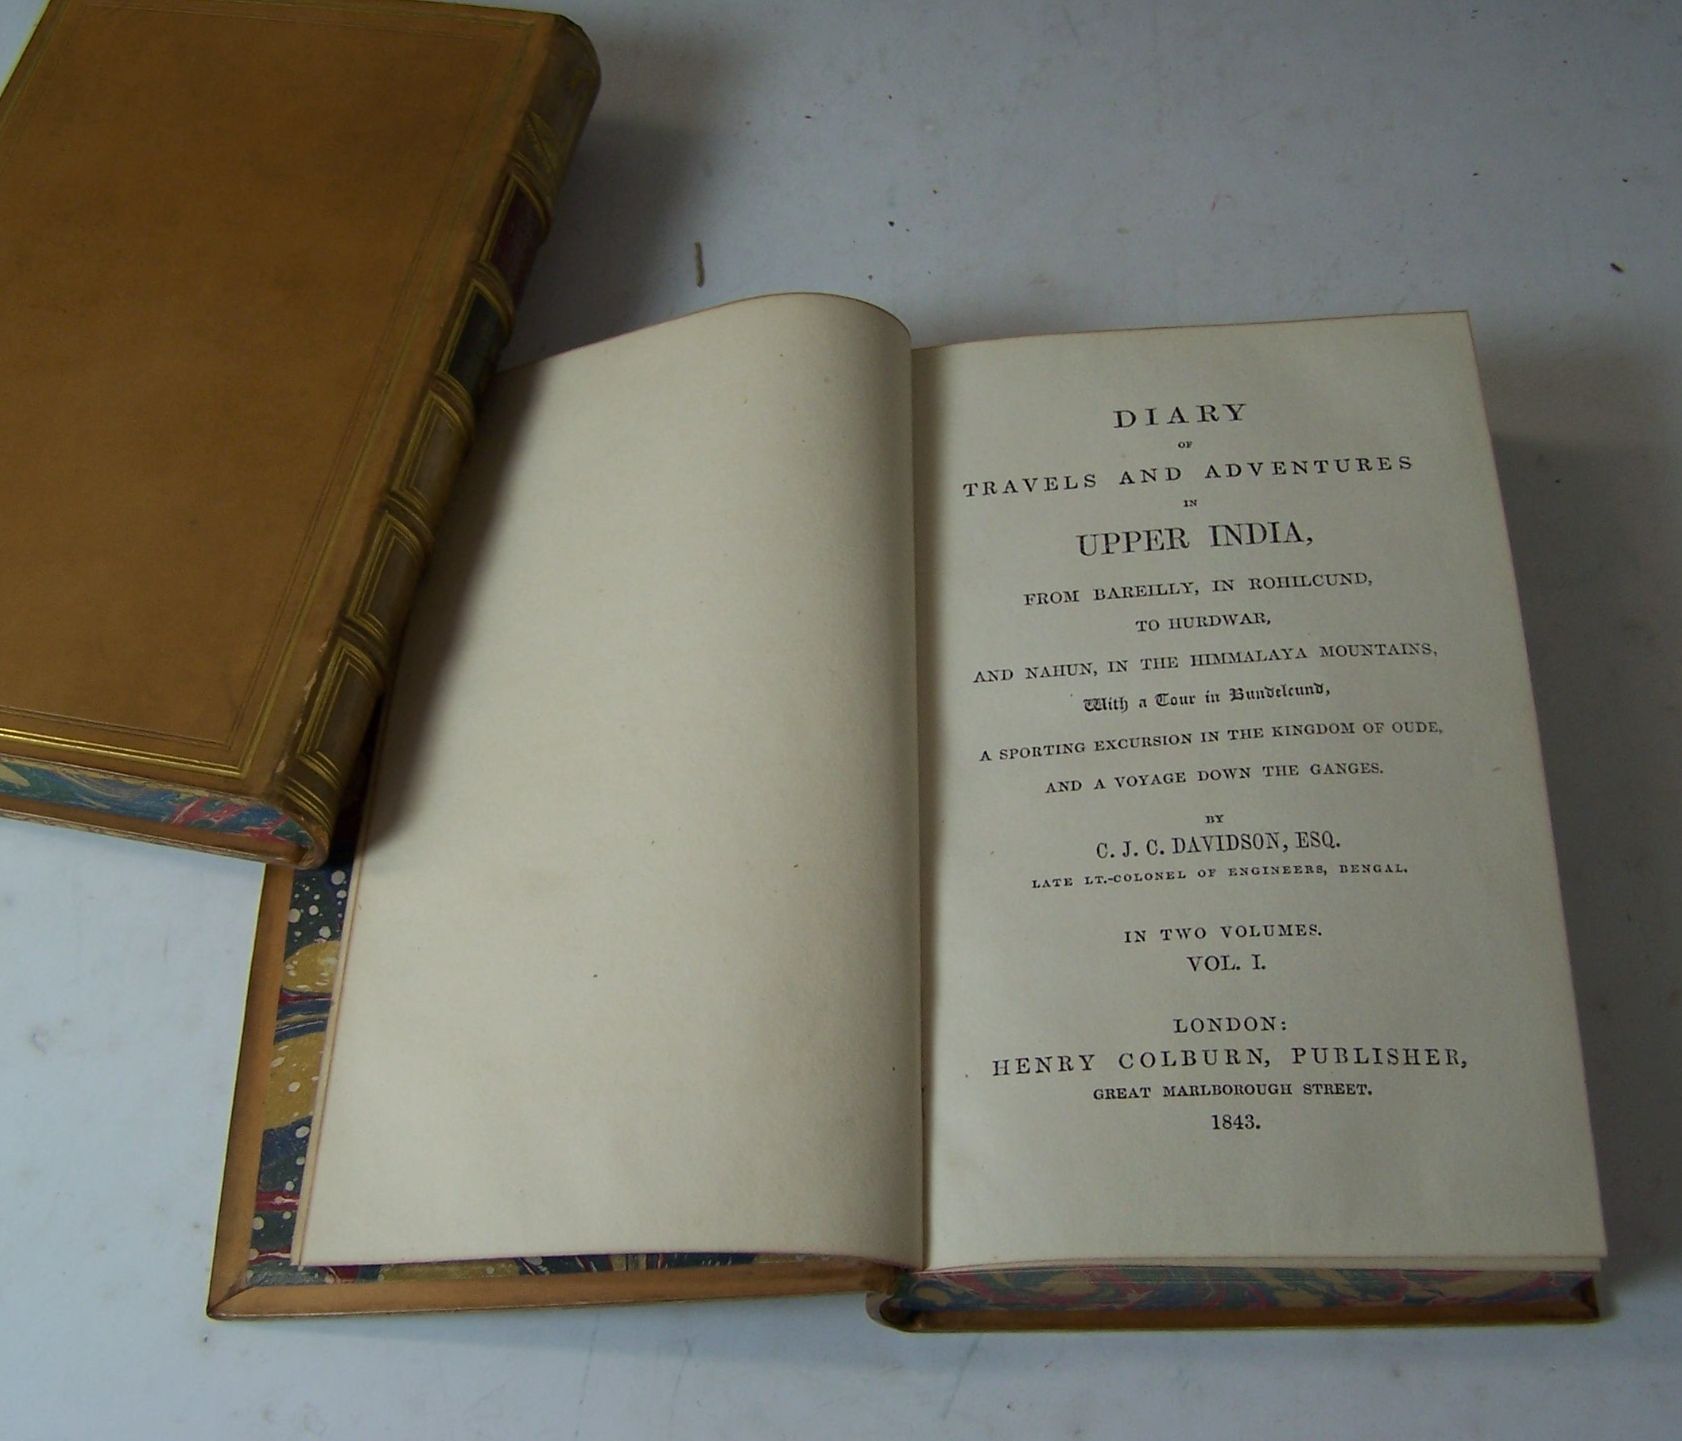 DIARY
OF
TRAVELS AND ADVENTURES
IN
UPPER INDIA,
FROM BAREILLY, IN ROHILCUND,
TO HURDWAR,
AND NAHUN, IN THE HIMMALAYA MOUNTAINS,
With a Tour in Bundelcund,
A SPORTING EXCURSION IN THE KINGDOM OF OUDE,
AND A VOYAGE DOWN THE GANGES.
BY
C. J. C. DAVIDSON, ESQ.
LATE LT.-COLONEL OF ENGINEERS, BENGAL.
IN TWO VOLUMES.
VOL. I.
LONDON:
HENRY COLBURN, PUBLISHER,
GREAT MARLBOROUGH STREET.
1843.